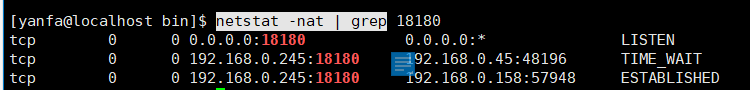 [yanfa@localhost bin]$ netstat -nat | grep 18180
tcp 0 0 0.0.0.0:18180 0.0.0.0:* LISTEN
tcp 0 0 192.168.0.245:18180 192.168.0.45:48196 TIME_WAIT
tcp 0 0 192.168.0.245:18180 192.168.0.158:57948 ESTABLISHED